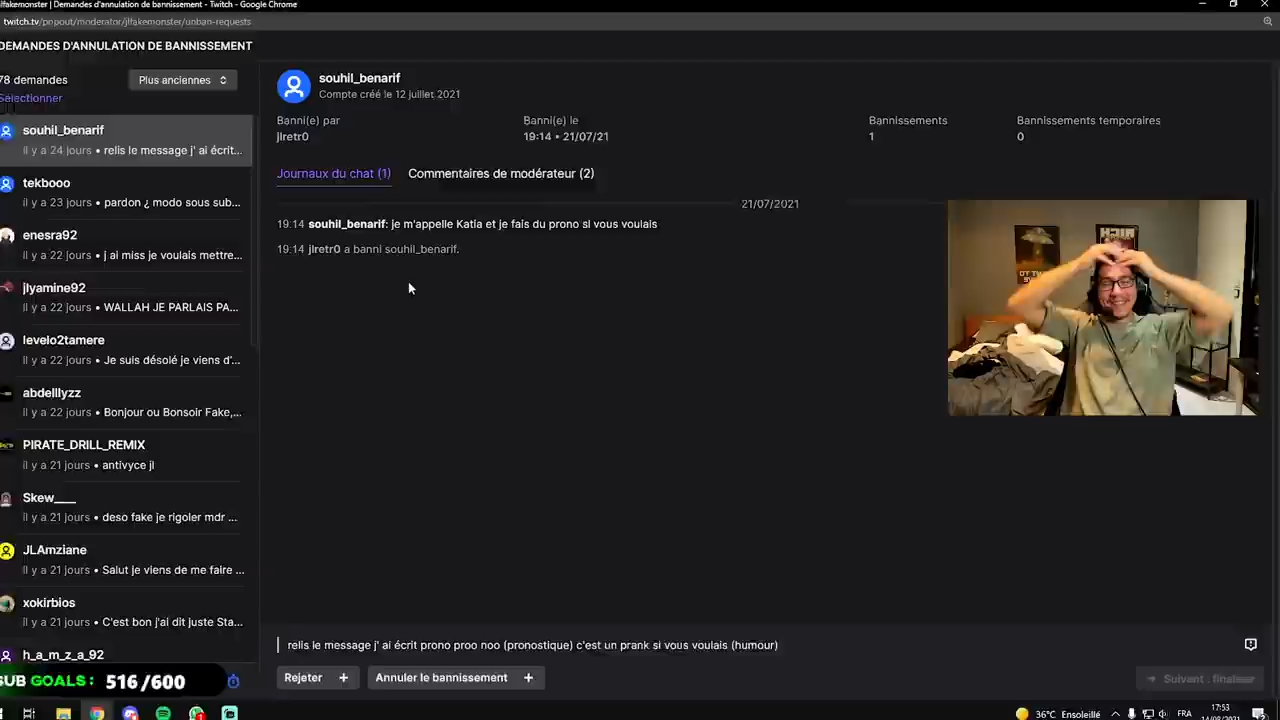 jlfakemonster | Demandes d'annulation de bannissement - Twitch - Google Chrome
twitch.tv/popout/moderator/jlfakemonster/unban-requests
DEMANDES D'ANNULATION DE BANNISSEMENT
78 demandes
Plus anciennes
Sélectionner
souhil_benarif
il y a 24 jours • relis le message j' ai écrit...
tekbooo
il y a 23 jours • pardon ¿ modo sous sub...
enesra92
il y a 22 jours • j ai miss je voulais mettre...
jlyamine92
il y a 22 jours • WALLAH JE PARLAIS PA...
levelo2tamere
il y a 22 jours • Je suis désolé je viens d'...
abdelllyzz
il y a 22 jours • Bonjour ou Bonsoir Fake,...
PIRATE_DRILL_REMIX
il y a 21 jours • antivyce jl
Skew____
il y a 21 jours • deso fake je rigoler mdr ...
JLAmziane
il y a 21 jours • Salut je viens de me faire ...
xokirbios
il y a 21 jours • C'est bon j'ai dit juste Sta...
h_a_m_z_a_92
SUB GOALS : 516/600
souhil_benarif
Compte créé le 12 juillet 2021
Banni(e) par
jlretr0
Banni(e) le
19:14 • 21/07/21
Bannissements
1
Bannissements temporaires
0
Journaux du chat (1)
Commentaires de modérateur (2)
21/07/2021
19:14 souhil_benarif: je m'appelle Katia et je fais du prono si vous voulais
19:14 jlretr0 a banni souhil_benarif.
relis le message j' ai écrit prono proo noo (pronostique) c'est un prank si vous voulais (humour)
Rejeter +
Annuler le bannissement +
Suivant : finaliser
36°C Ensoleillé
FRA
17:53
14/08/2021